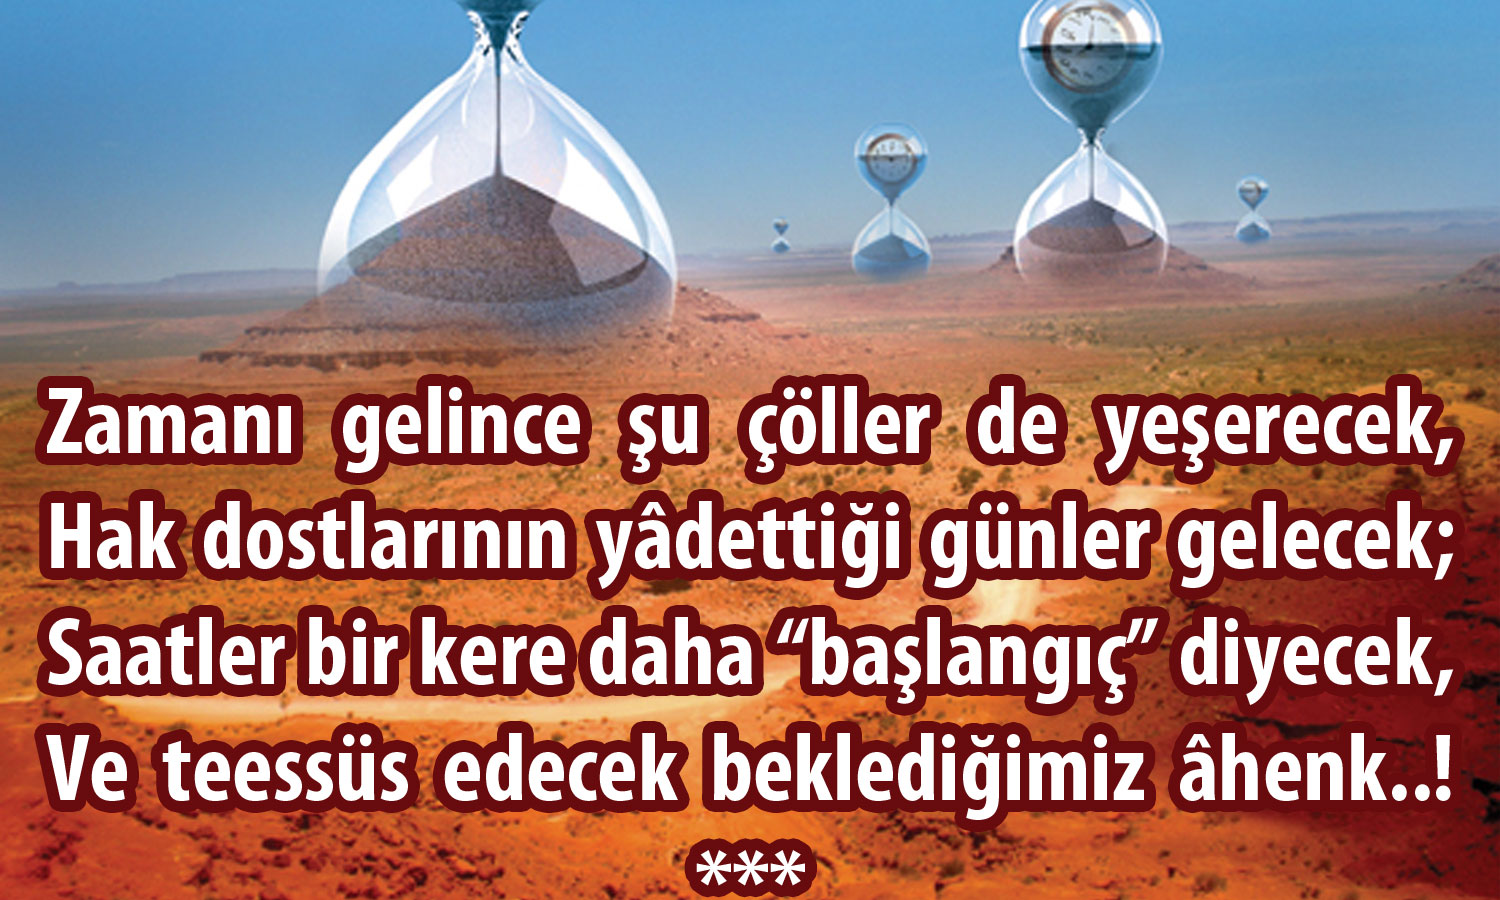 Zamanı gelince şu çöller de yeşerecek,
Hak dostlarının yâdettiği günler gelecek;
Saatler bir kere daha “başlangıç” diyecek,
Ve teessüs edecek beklediğimiz âhenk..!
***